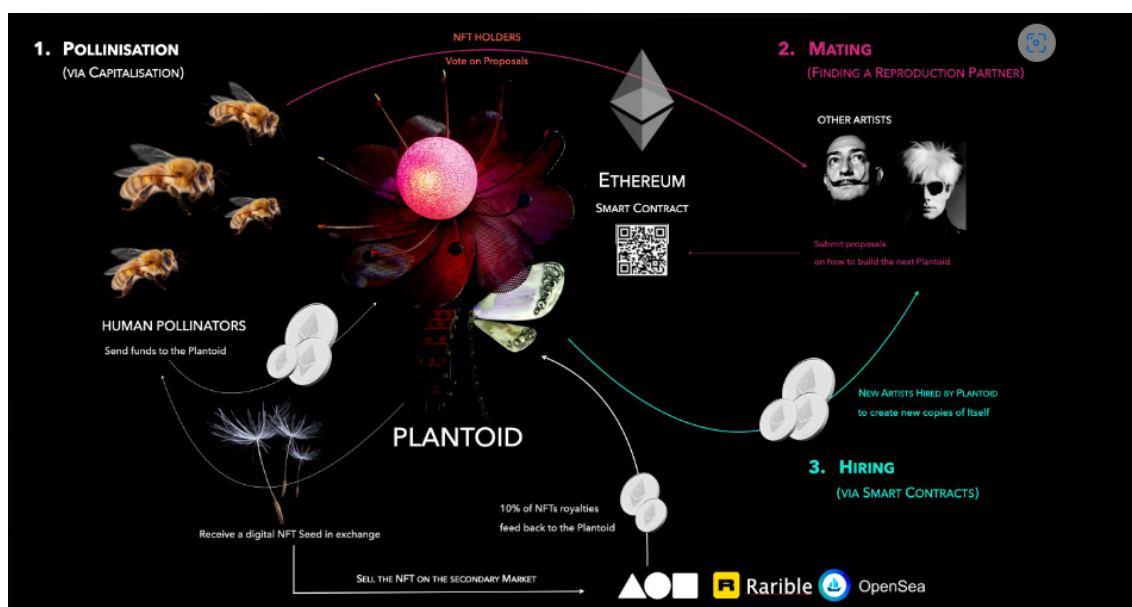 1. POLLINISATION
(VIA CAPITALISATION)
NFT HOLDERS
Vote on Proposals
2. MATING
(FINDING A REPRODUCTION PARTNER)
OTHER ARTISTS
ETHEREUM
SMART CONTRACT
Submit proposals
on how to build the next Plantoid
HUMAN POLLINATORS
Send funds to the Plantoid
PLANTOID
NEW ARTISTS HIRED BY PLANTOID
to create new copies of Itself
3. HIRING
(VIA SMART CONTRACTS)
10% of NFTs royalties
feed back to the Plantoid
Receive a digital NFT Seed in exchange
SELL THE NFT ON THE SECONDARY MARKET
R Rarible
OpenSea